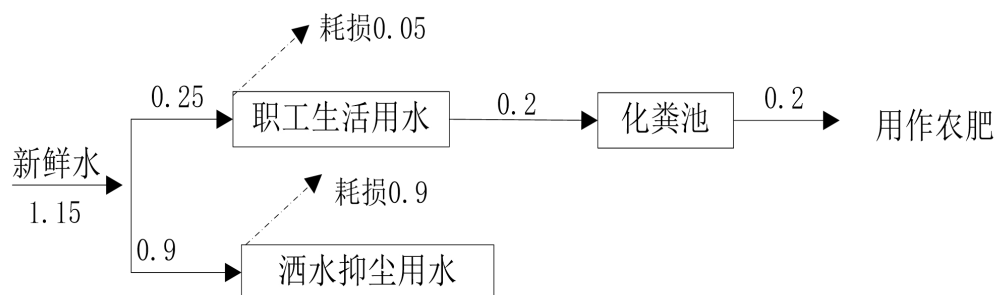 耗损0.05
0.25
职工生活用水
0.2
化粪池
0.2
用作农肥
新鲜水
1.15
耗损0.9
0.9
洒水抑尘用水